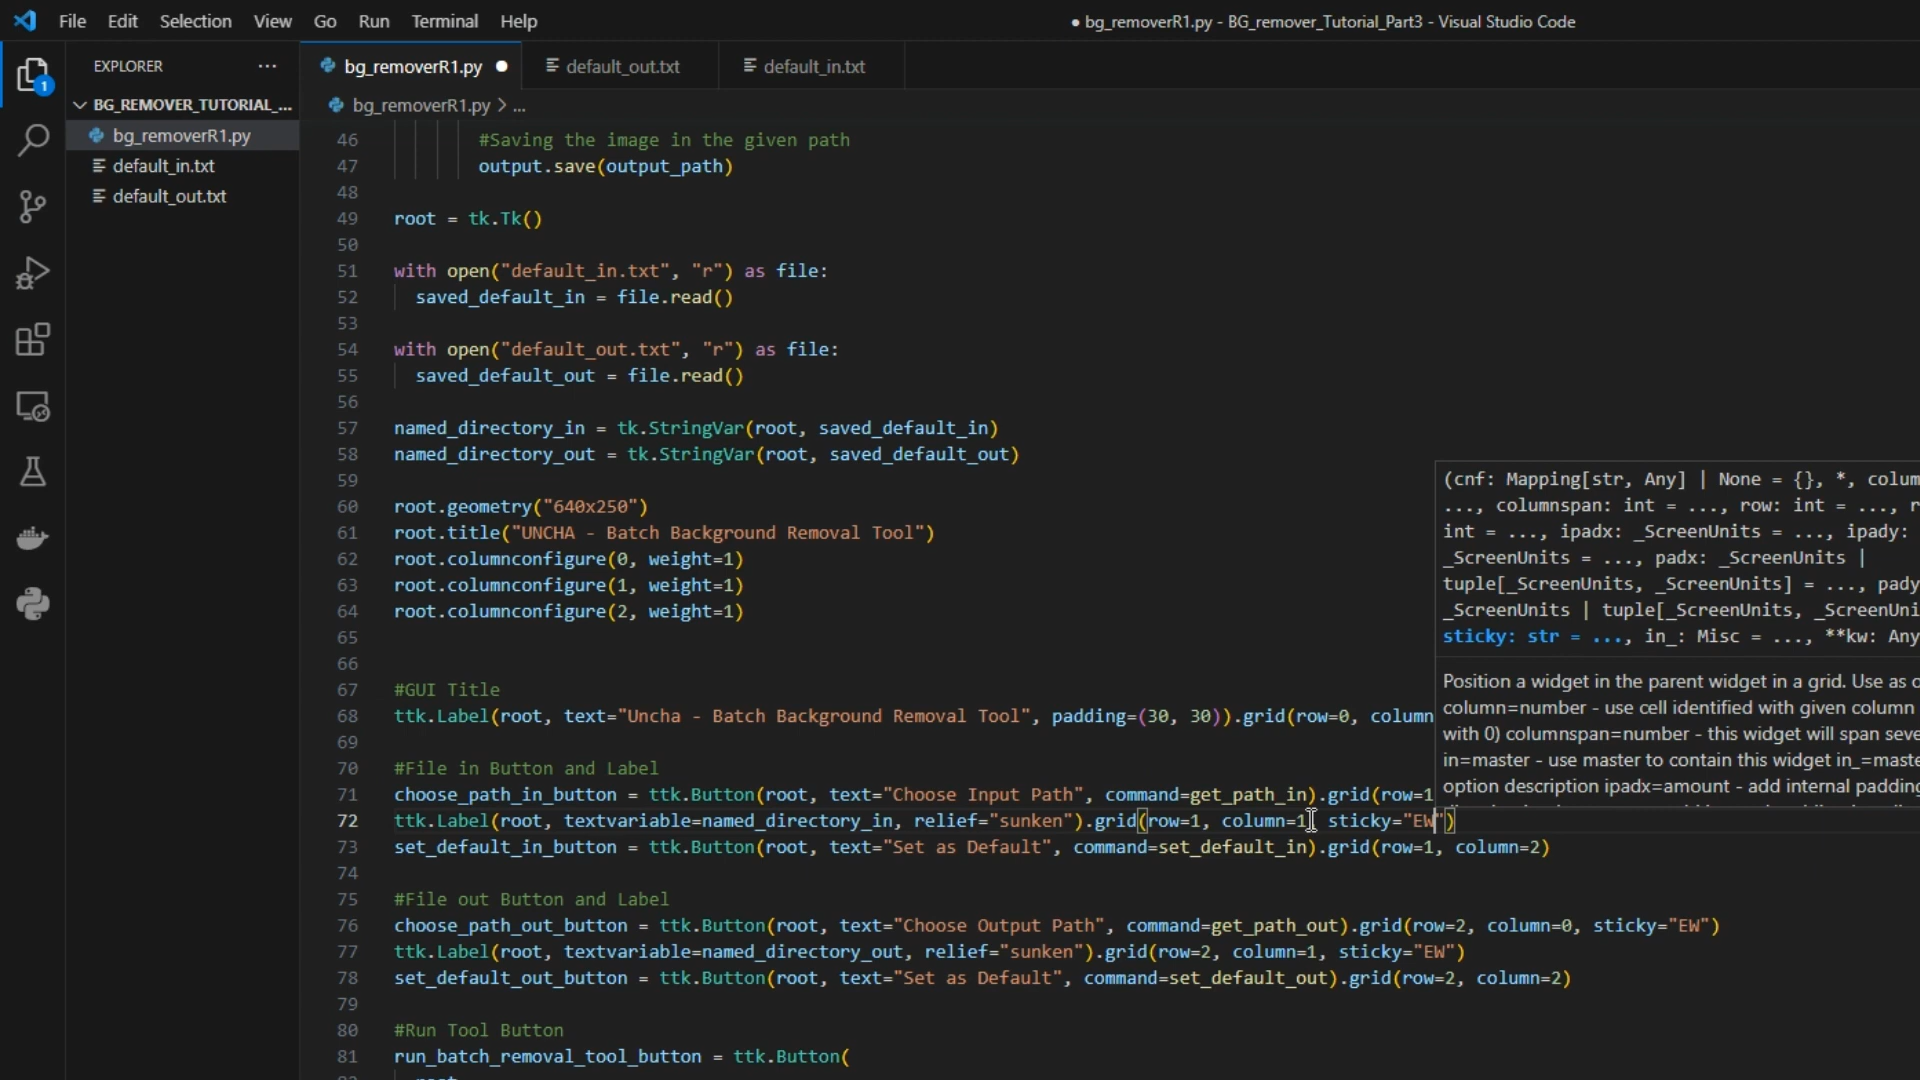 File Edit Selection View Go Run Terminal Help
● bg_removerR1.py - BG_remover_Tutorial_Part3 - Visual Studio Code
EXPLORER ...
bg_removerR1.py ●
default_out.txt
default_in.txt
1
BG_REMOVER_TUTORIAL_...
bg_removerR1.py
default_in.txt
default_out.txt
bg_removerR1.py > ...
46 #Saving the image in the given path
47 output.save(output_path)
48
49 root = tk.Tk()
50
51 with open("default_in.txt", "r") as file:
52 saved_default_in = file.read()
53
54 with open("default_out.txt", "r") as file:
55 saved_default_out = file.read()
56
57 named_directory_in = tk.StringVar(root, saved_default_in)
58 named_directory_out = tk.StringVar(root, saved_default_out)
59
60 root.geometry("640x250")
61 root.title("UNCHA - Batch Background Removal Tool")
62 root.columnconfigure(0, weight=1)
63 root.columnconfigure(1, weight=1)
64 root.columnconfigure(2, weight=1)
65
66
67 #GUI Title
68 ttk.Label(root, text="Uncha - Batch Background Removal Tool", padding=(30, 30)).grid(row=0, column
69
70 #File in Button and Label
71 choose_path_in_button = ttk.Button(root, text="Choose Input Path", command=get_path_in).grid(row=1
72 ttk.Label(root, textvariable=named_directory_in, relief="sunken").grid(row=1, column=1, sticky="EW")
73 set_default_in_button = ttk.Button(root, text="Set as Default", command=set_default_in).grid(row=1, column=2)
74
75 #File out Button and Label
76 choose_path_out_button = ttk.Button(root, text="Choose Output Path", command=get_path_out).grid(row=2, column=0, sticky="EW")
77 ttk.Label(root, textvariable=named_directory_out, relief="sunken").grid(row=2, column=1, sticky="EW")
78 set_default_out_button = ttk.Button(root, text="Set as Default", command=set_default_out).grid(row=2, column=2)
79
80 #Run Tool Button
81 run_batch_removal_tool_button = ttk.Button(
(cnf: Mapping[str, Any] | None = {}, *, colum
..., columnspan: int = ..., row: int = ..., r
int = ..., ipadx: _ScreenUnits = ..., ipady:
_ScreenUnits = ..., padx: _ScreenUnits |
tuple[_ScreenUnits, _ScreenUnits] = ..., pady
_ScreenUnits | tuple[_ScreenUnits, _ScreenUni
sticky: str = ..., in_: Misc = ..., **kw: Any
Position a widget in the parent widget in a grid. Use as o
column=number - use cell identified with given column
with 0) columnspan=number - this widget will span seve
in=master - use master to contain this widget in_=maste
option description ipadx=amount - add internal padding